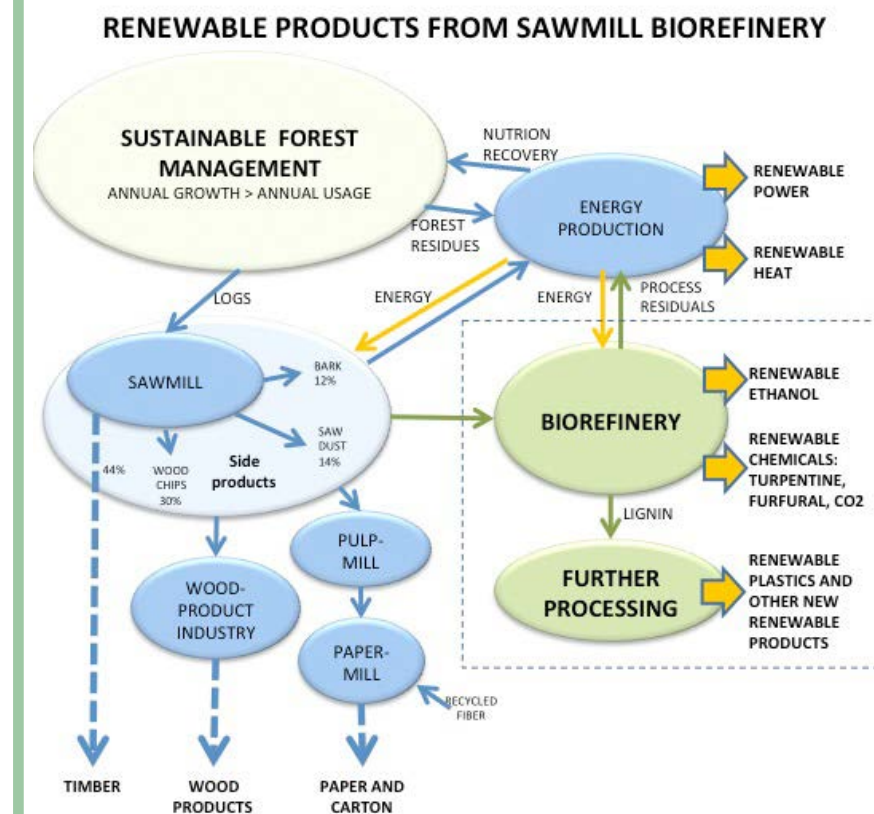 RENEWABLE PRODUCTS FROM SAWMILL BIOREFINERY
SUSTAINABLE FOREST
MANAGEMENT
ANNUAL GROWTH > ANNUAL USAGE
NUTRION
RECOVERY
FOREST
RESIDUES
ENERGY
PRODUCTION
RENEWABLE
POWER
RENEWABLE
HEAT
LOGS
ENERGY
ENERGY
PROCESS
RESIDUALS
SAWMILL
BARK
12%
SAW
DUST
14%
44%
WOOD
CHIPS
30%
Side
products
BIOREFINERY
RENEWABLE
ETHANOL
RENEWABLE
CHEMICALS:
TURPENTINE,
FURFURAL, CO2
LIGNIN
PULP-
MILL
WOOD-
PRODUCT
INDUSTRY
FURTHER
PROCESSING
RENEWABLE
PLASTICS AND
OTHER NEW
RENEWABLE
PRODUCTS
PAPER-
MILL
RECYCLED
FIBER
TIMBER
WOOD
PRODUCTS
PAPER AND
CARTON